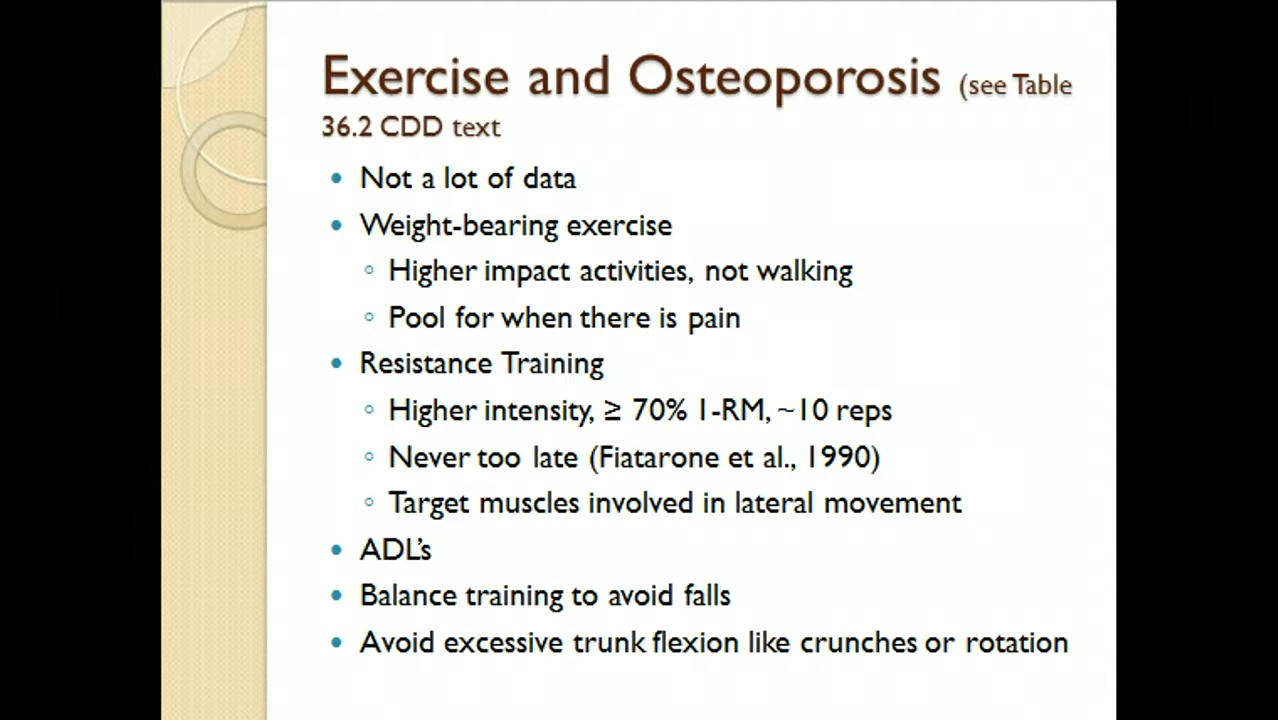 Exercise and Osteoporosis (see Table
36.2 CDD text
• Not a lot of data
• Weight-bearing exercise
◦ Higher impact activities, not walking
◦ Pool for when there is pain
• Resistance Training
◦ Higher intensity, ≥ 70% 1-RM, ~10 reps
◦ Never too late (Fiatarone et al., 1990)
◦ Target muscles involved in lateral movement
• ADL's
• Balance training to avoid falls
• Avoid excessive trunk flexion like crunches or rotation